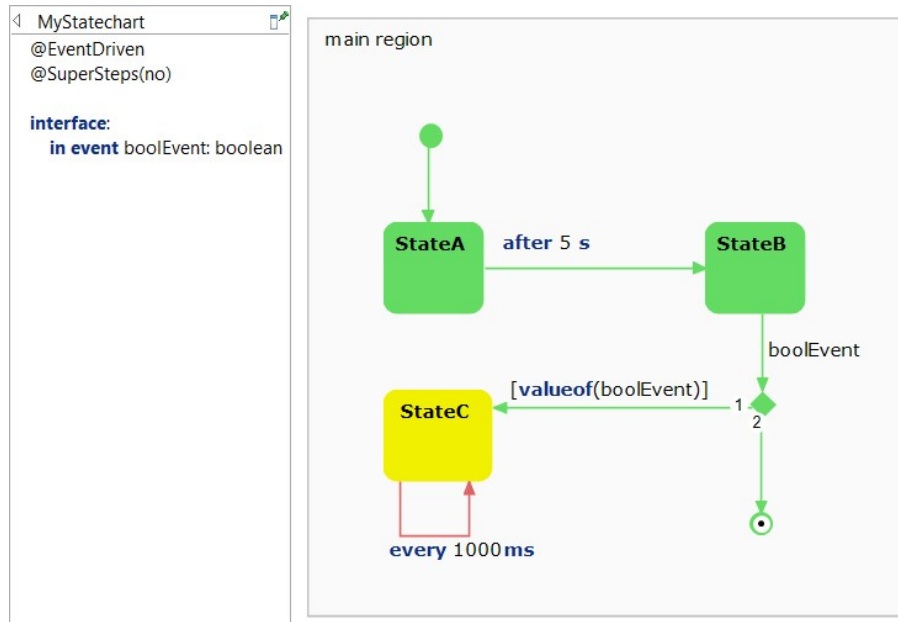 MyStatechart
@EventDriven
@SuperSteps(no)
interface:
in event boolEvent: boolean
main region
StateA
after 5 s
StateB
boolEvent
[valueof(boolEvent)]
1
2
StateC
every 1000ms